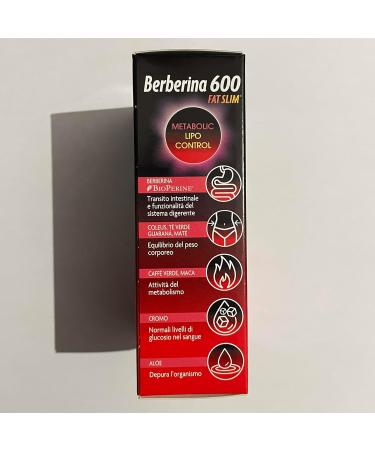 Berberina 600
FAT SLIM
METABOLIC
LIPO
CONTROL
BERBERINA
BIOPERINE®
Transito intestinale
e funzionalità del
sistema digerente
COLEUS, TÈ VERDE
GUARANÀ, MATE
Equilibrio del peso
corporeo
CAFFÈ VERDE, MACA
Attività del
metabolismo
CROMO
Normali livelli di
glucosio nel sangue
ALOE
Depura l'organismo